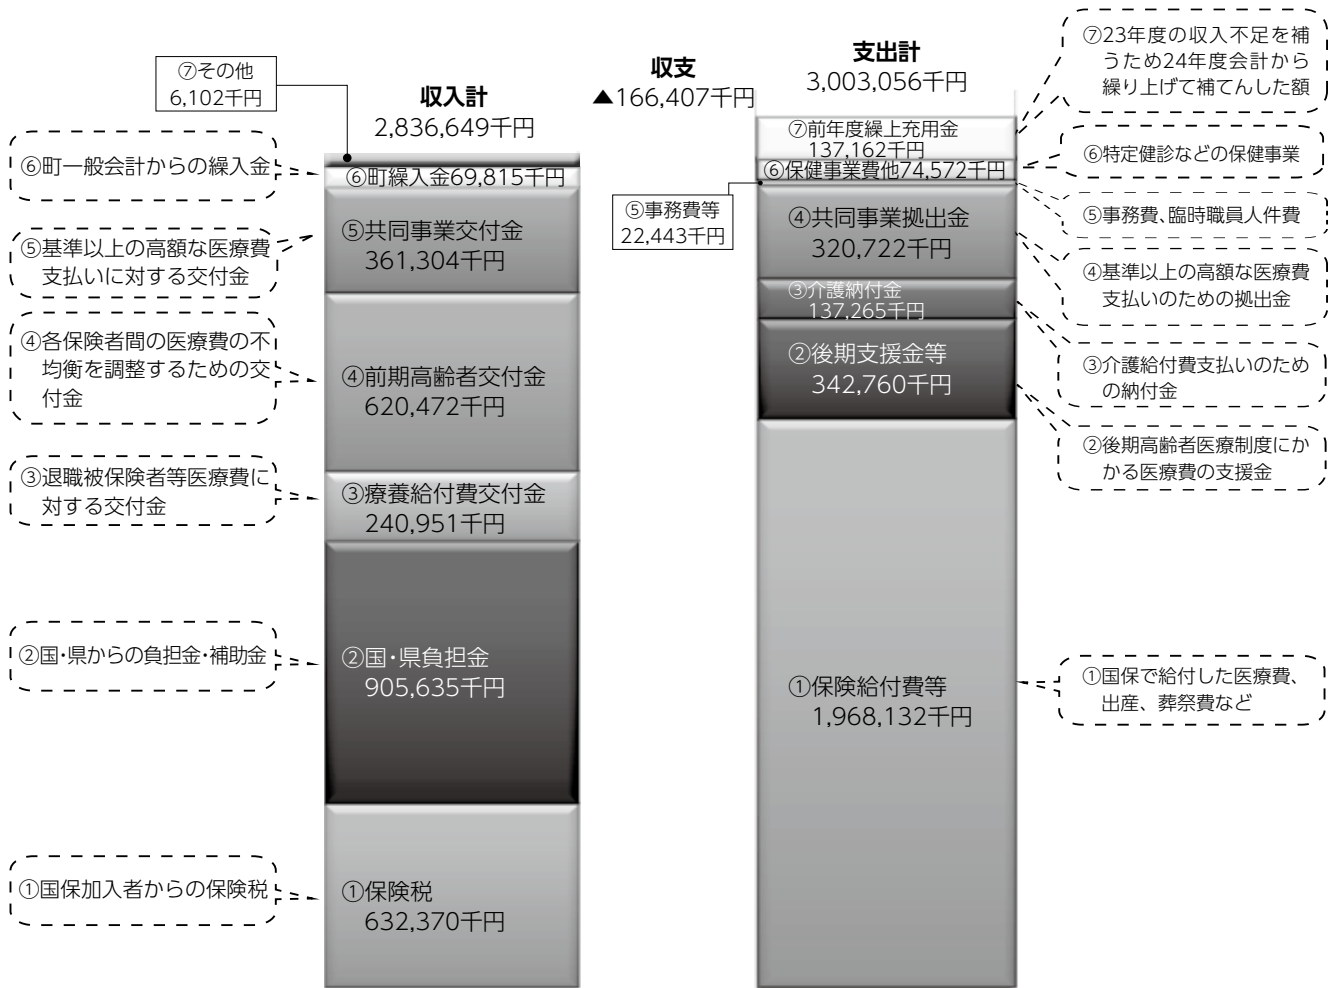 ⑦その他
6,102千円
収入計
2,836,649千円
⑥町一般会計からの繰入金
⑥町繰入金69,815千円
⑤基準以上の高額な医療費
支払いに対する交付金
⑤共同事業交付金
361,304千円
④各保険者間の医療費の不
均衡を調整するための交
付金
④前期高齢者交付金
620,472千円
③退職被保険者等医療費に
対する交付金
③療養給付費交付金
240,951千円
②国・県からの負担金・補助金
②国・県負担金
905,635千円
①国保加入者からの保険税
①保険税
632,370千円
収支
▲166,407千円
支出計
3,003,056千円
⑦前年度繰上充用金
137,162千円
⑦23年度の収入不足を補
うため24年度会計から
繰り上げて補てんした額
⑥保健事業費他74,572千円
⑥特定健診などの保健事業
⑤事務費等
22,443千円
⑤事務費、臨時職員人件費
④共同事業拠出金
320,722千円
④基準以上の高額な医療費
支払いのための拠出金
③介護納付金
137,265千円
③介護給付費支払いのため
の納付金
②後期支援金等
342,760千円
②後期高齢者医療制度にか
かる医療費の支援金
①保険給付費等
1,968,132千円
①国保で給付した医療費、
出産、葬祭費など